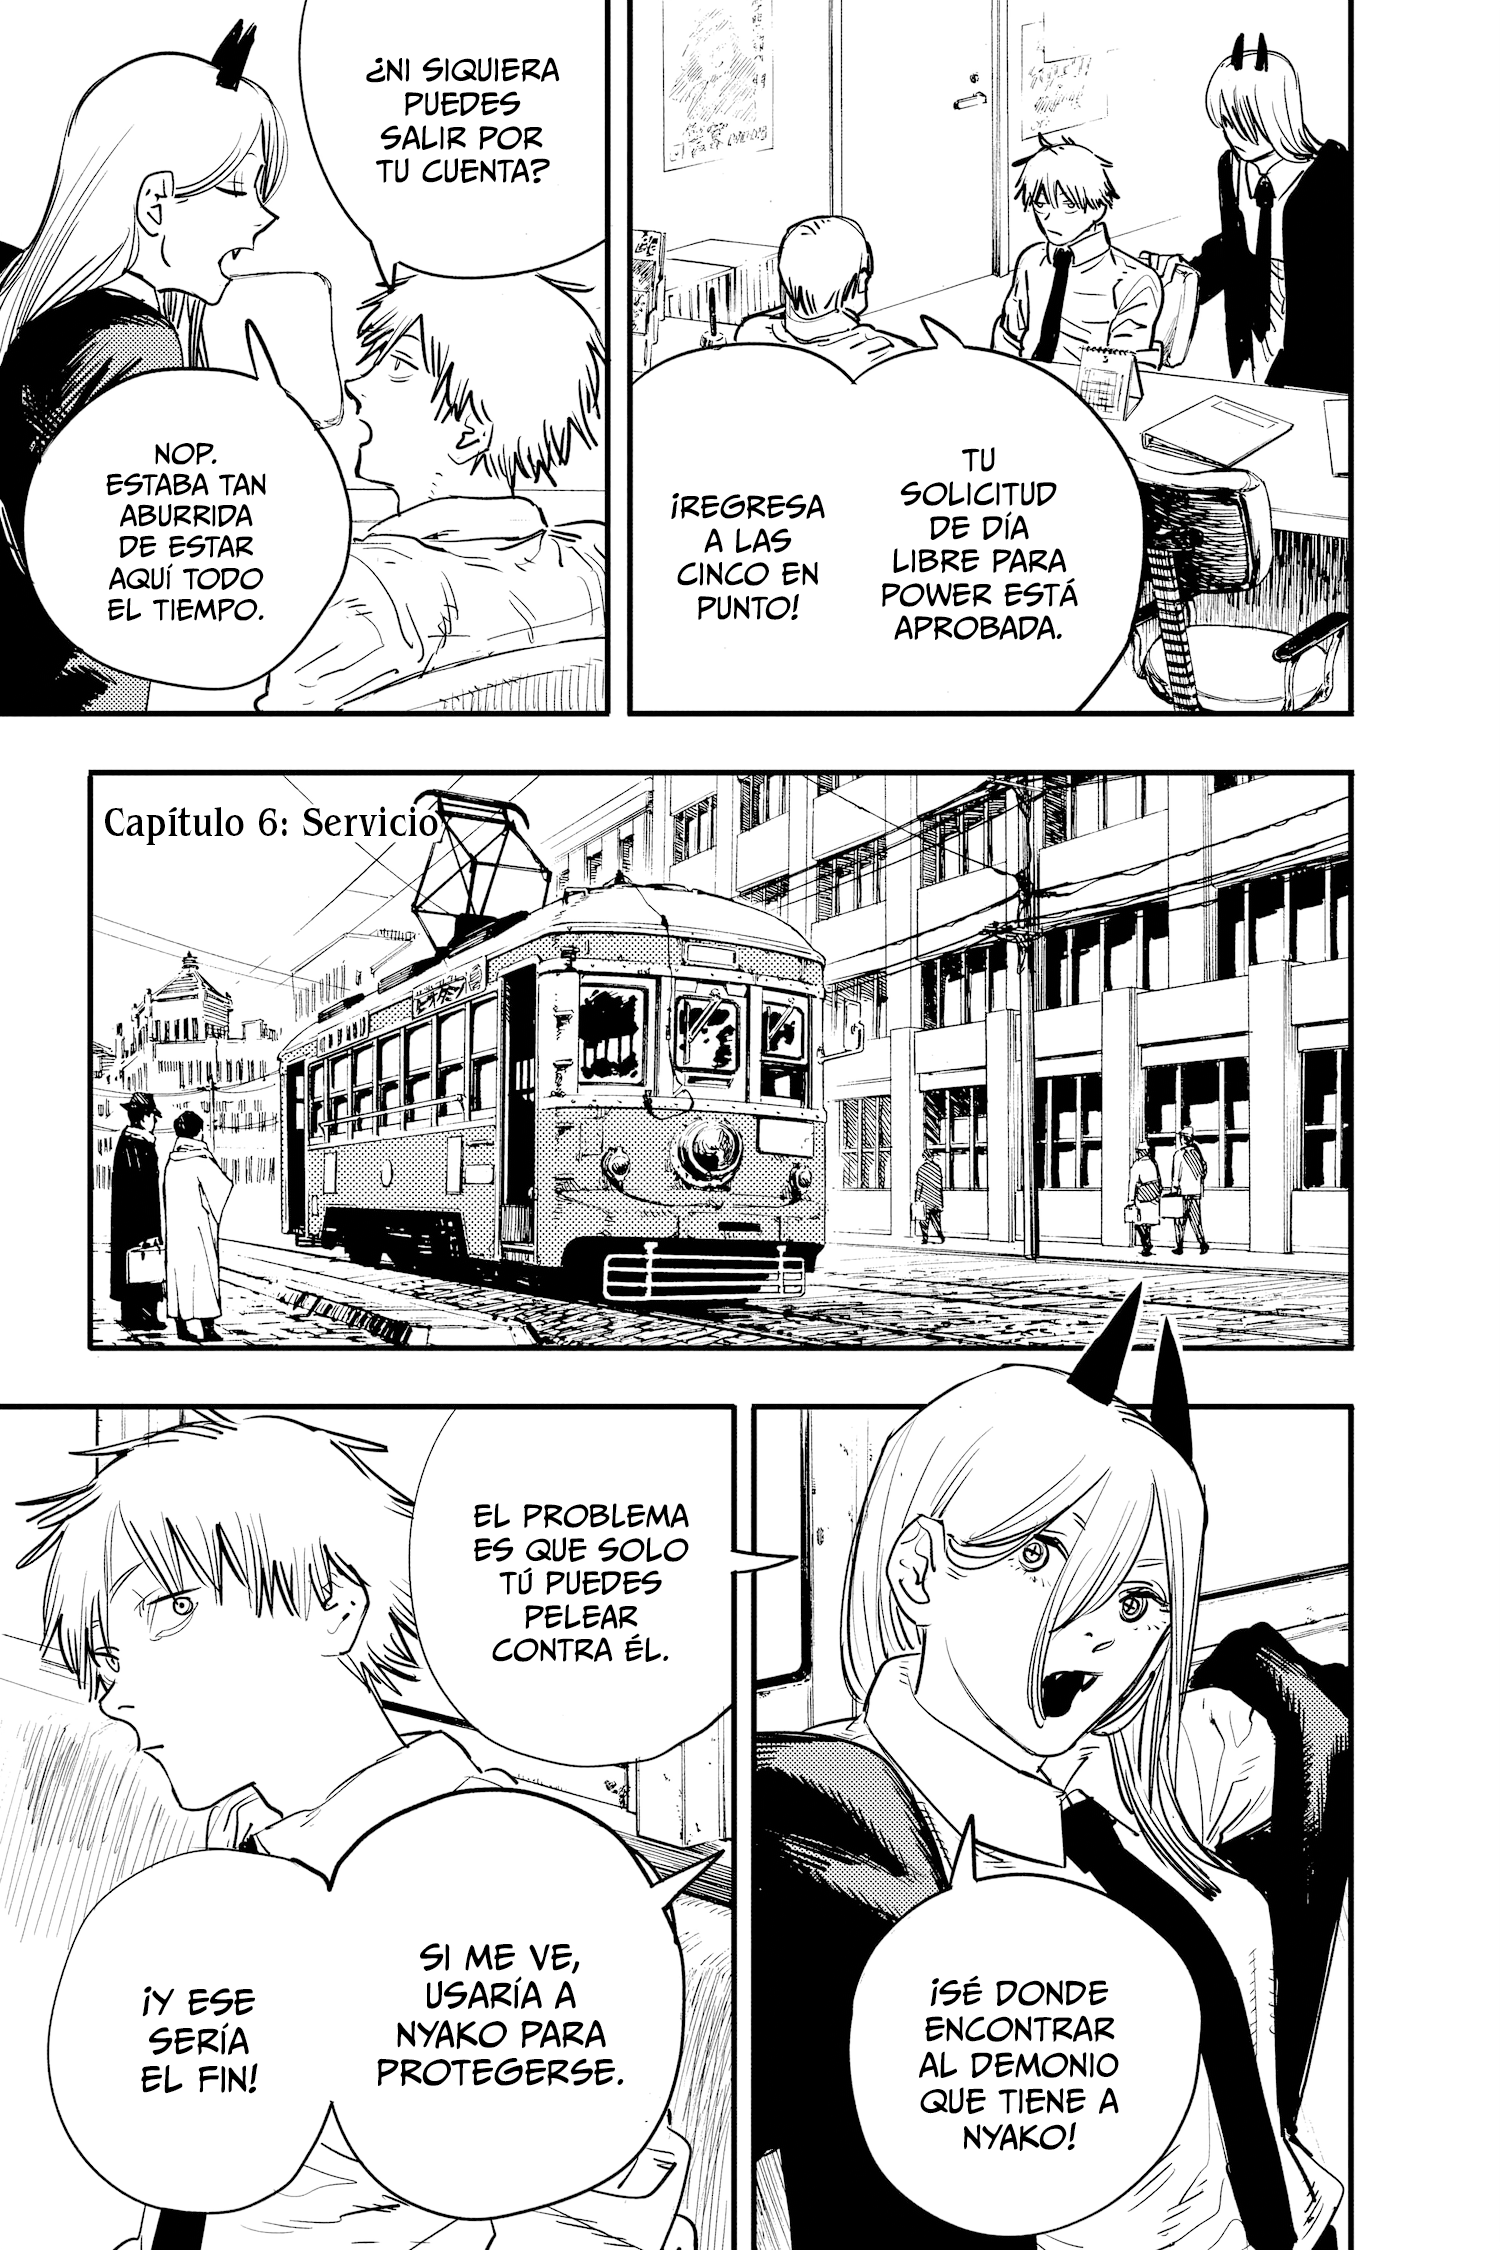 TU
SOLICITUD
DE DÍA
LIBRE PARA
POWER ESTÁ
APROBADA.
¡REGRESA
A LAS
CINCO EN
PUNTO!
¿NI SIQUIERA
PUEDES
SALIR POR
TU CUENTA?
NOP.
ESTABA TAN
ABURRIDA
DE ESTAR
AQUÍ TODO
EL TIEMPO.
Capítulo 6: Servicio
¡SÉ DONDE
ENCONTRAR
AL DEMONIO
QUE TIENE A
NYAKO!
EL PROBLEMA
ES QUE SOLO
TÚ PUEDES
PELEAR
CONTRA ÉL.
SI ME VE,
USARÍA A
NYAKO PARA
PROTEGERSE.
¡Y ESE
SERÍA
EL FIN!